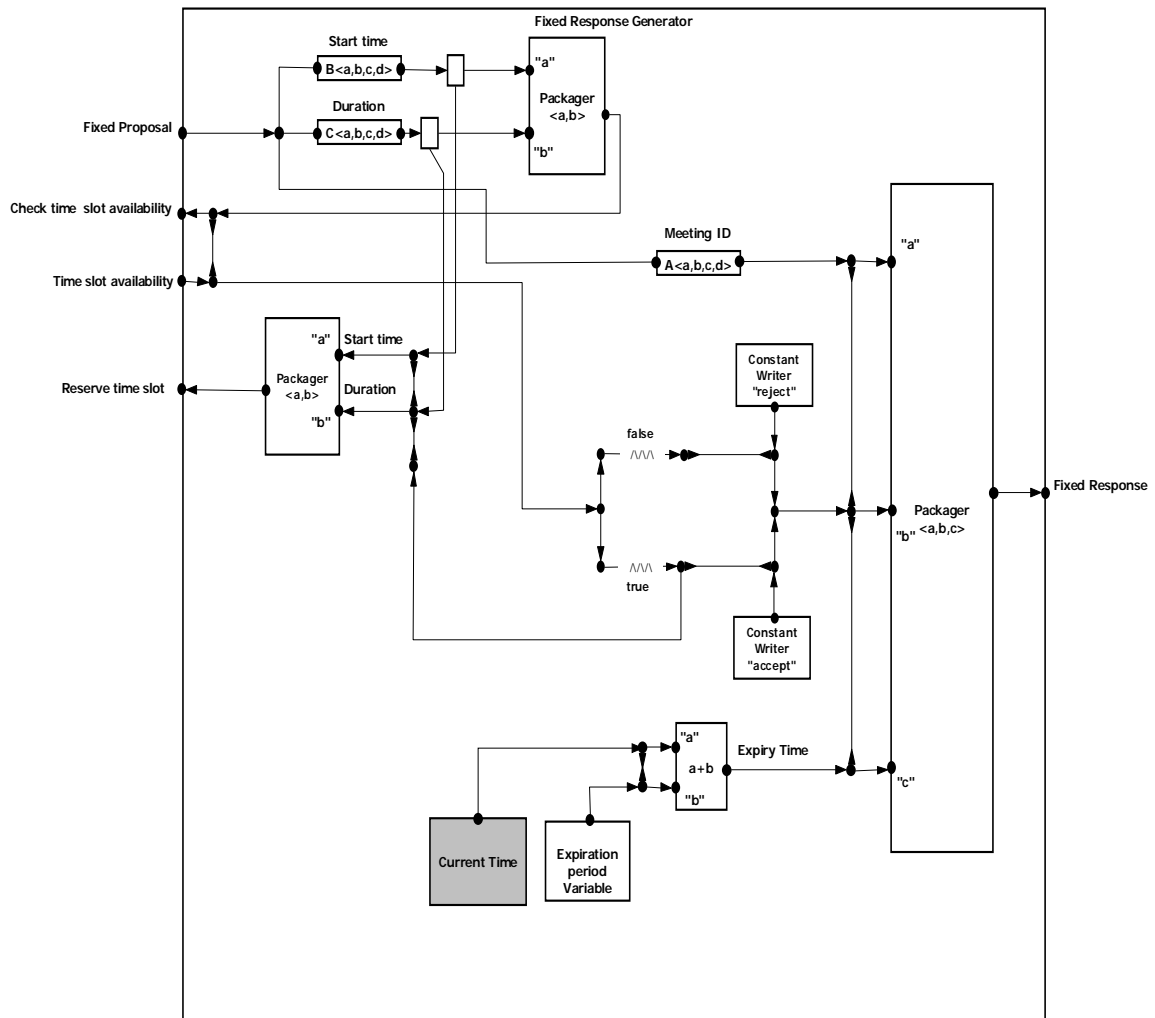 Fixed Response Generator
Start time
B<a,b,c,d>
"a"
Packager
<a,b>
Duration
Fixed Proposal
C<a,b,c,d>
"b"
Check time slot availability
Meeting ID
"a"
A<a,b,c,d>
Time slot availability
"a"
Start time
Packager
<a,b>
Reserve time slot
Duration
"b"
Constant
Writer
"reject"
false
Fixed Response
Packager
<a,b,c>
"b"
true
Constant
Writer
"accept"
"a"
Expiry Time
a+b
"b"
"c"
Current Time
Expiration
period
Variable